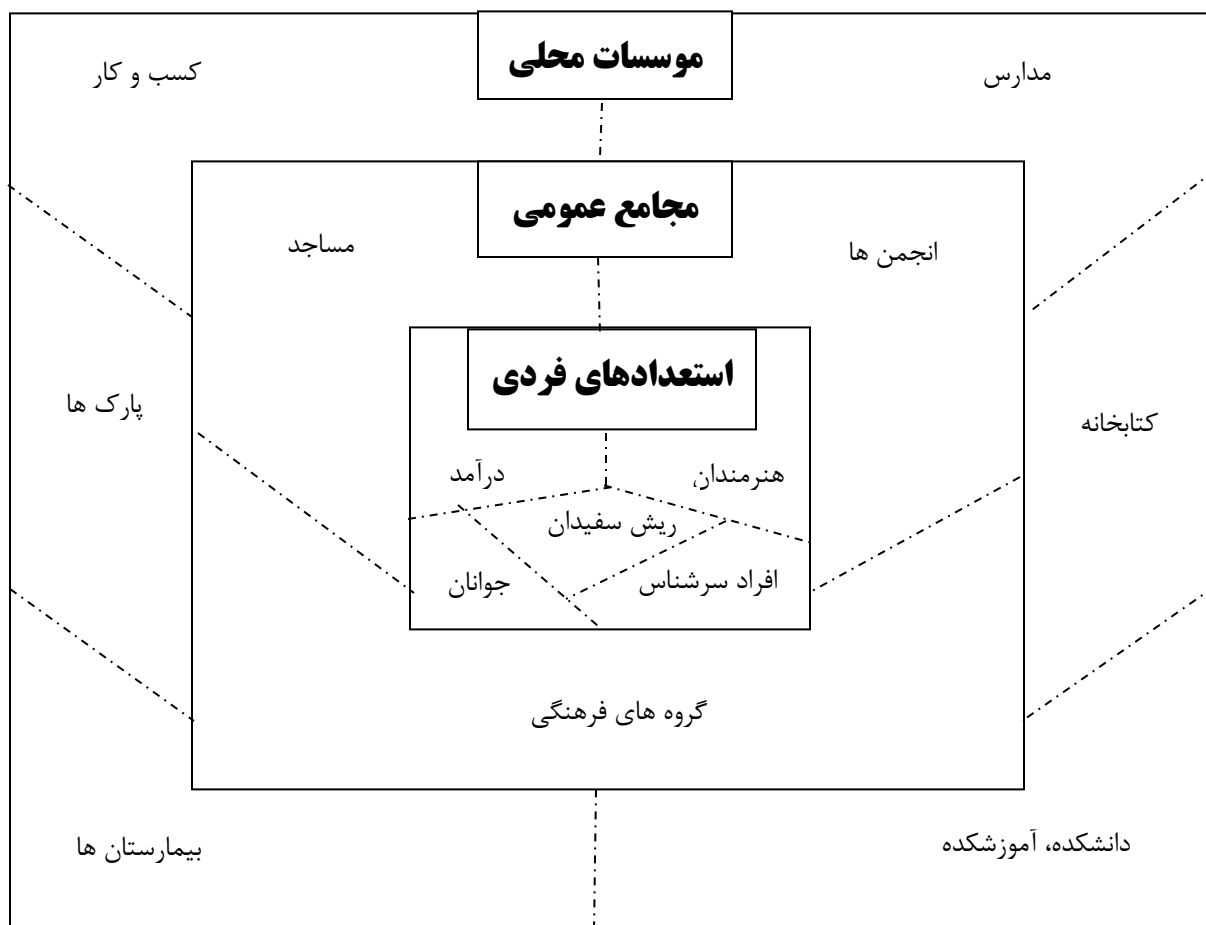 موسسات محلی
مدارس
کسب و کار
مجامع عمومی
انجمن ها
مساجد
استعدادهای فردی
کتابخانه
پارک ها
هنرمندان
درآمد
ریش سفیدان
افراد سرشناس
جوانان
گروه های فرهنگی
دانشکده، آموزشکده
بیمارستان ها